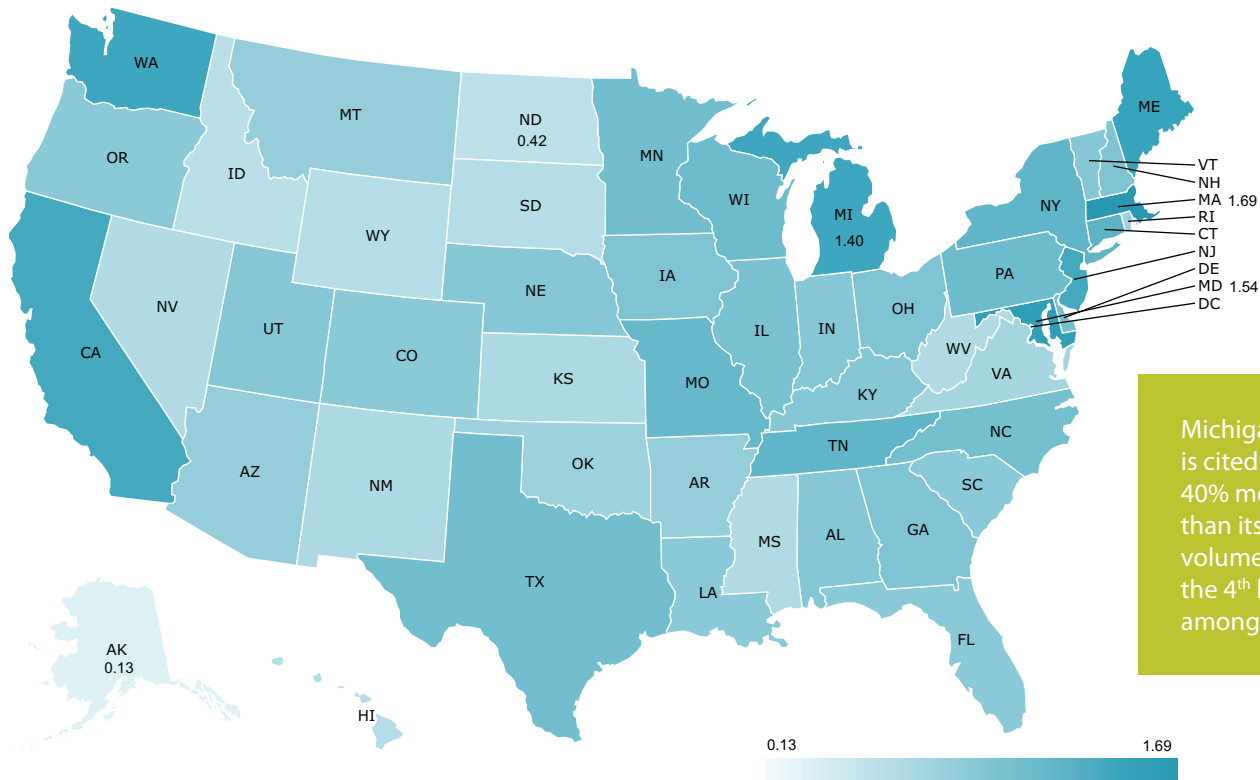 WA
MT
ND
0.42
OR
ID
SD
WY
MN
WI
MI
1.40
ME
VT
NH
NY
MA 1.69
RI
CT
NJ
DE
MD 1.54
DC
NV
UT
CA
CO
NE
KS
IA
IL
IN
OH
PA
MO
KY
WV
VA
AZ
NM
OK
AR
TN
NC
SC
MS
AL
GA
TX
LA
FL
AK
0.13
HI
Michiga
is cited
40% mo
than its
volume
the 4th
among
0.13
1.69